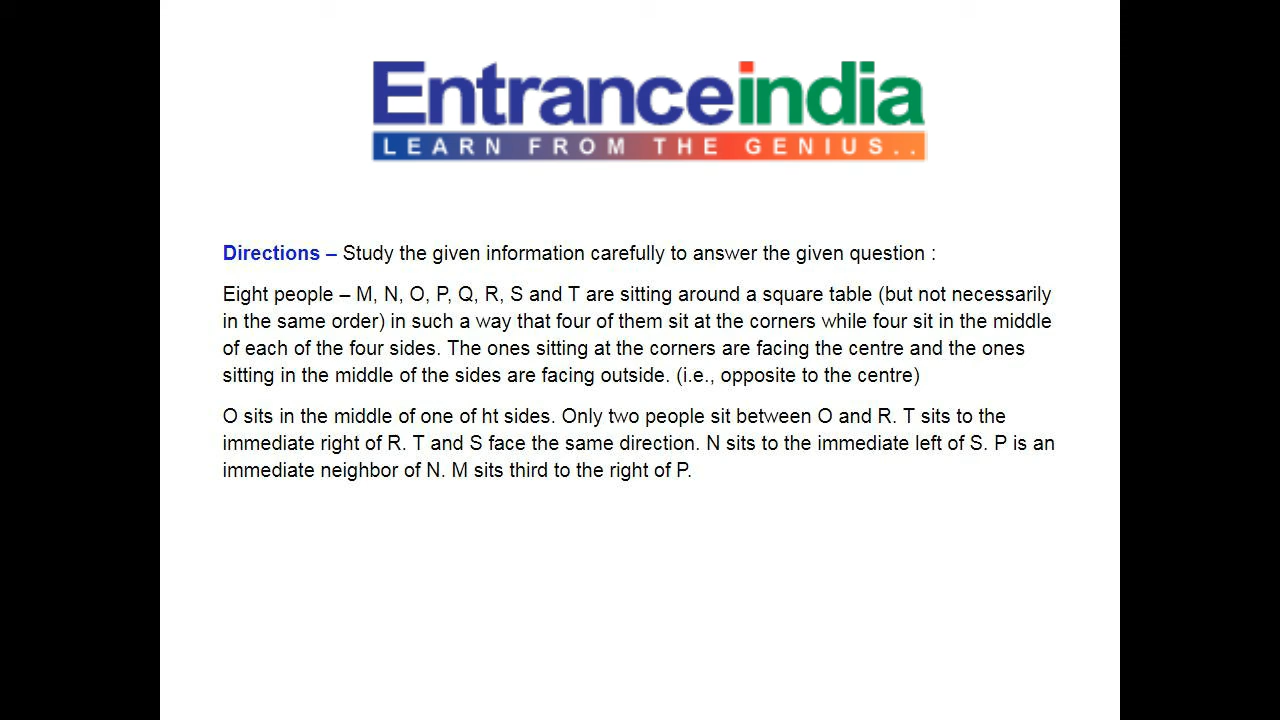 Entranceindia
LEARN FROM THE GENIUS..
Directions – Study the given information carefully to answer the given question :
Eight people – M, N, O, P, Q, R, S and T are sitting around a square table (but not necessarily
in the same order) in such a way that four of them sit at the corners while four sit in the middle
of each of the four sides. The ones sitting at the corners are facing the centre and the ones
sitting in the middle of the sides are facing outside. (i.e., opposite to the centre)
O sits in the middle of one of ht sides. Only two people sit between O and R. T sits to the
immediate right of R. T and S face the same direction. N sits to the immediate left of S. P is an
immediate neighbor of N. M sits third to the right of P.